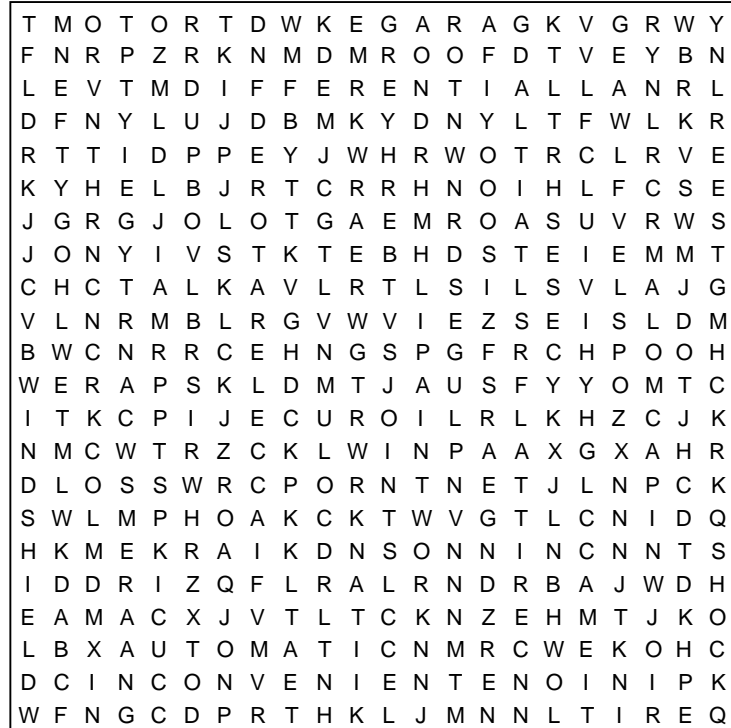 T M O T O R T D W K E G A R A G K V G R W Y
F N R P Z R K N M D M R O O F D T V E Y B N
L E V T M D I F F E R E N T I A L L A N R L
D F N Y L U J D B M K Y D N Y L T F W L K R
R T T I D P P E Y J W H R W O T R C L R V E
K Y H E L B J R T C R R H N O I H L F C S E
J G R G J O L O T G A E M R O A S U V R W S
J O N Y I V S T K T E B H D S T E I E M M T
C H C T A L K A V L R T L S I L S V L A J G
V L N R M B L R G V W V I E Z S E I S L D M
B W C N R R C E H N G S P G F R C H P O O H
W E R A P S K L D M T J A U S F Y Y O M T C
I T K C P I J E C U R O I L R L K H Z C J K
N M C W T R Z C K L W I N P A A X G X A H R
D L O S S W R C P O R N T N E T J L N P C K
S W L M P H O A K C K T W V G T L C N I D Q
H K M E K R A I K D N S O N N I N C N N T S
I D D R I Z Q F L R A L R N D R B A J W D H
E A M A C X J V T L T C K N Z E H M T J K O
L B X A U T O M A T I C N M R C W E K O H C
D C I N C O N V E N I E N T E N O I N I P K
W F N G C D P R T H K L J M N N L T I R E Q